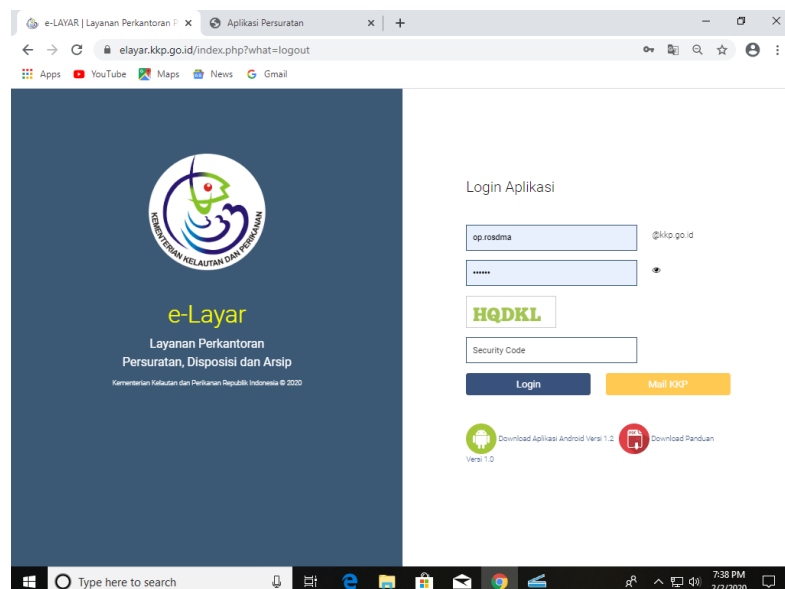 e-LAYAR | Layanan Perkantoran P
Aplikasi Persuratan
elayar.kkp.go.id/index.php?what=logout
Apps YouTube Maps News Gmail
KEMENTERIAN KELAUTAN DAN PERIKANAN
e-Layar
Layanan Perkantoran
Persuratan, Disposisi dan Arsip
Kementerian Kelautan dan Perikanan Republik Indonesia © 2020
Login Aplikasi
op.rosdma @kkp.go.id
••••••
HQDKL
Security Code
Login Mail KKP
Download Aplikasi Android Versi 1.2 Download Panduan
Versi 1.0
Type here to search
7:38 PM
2/2/2020